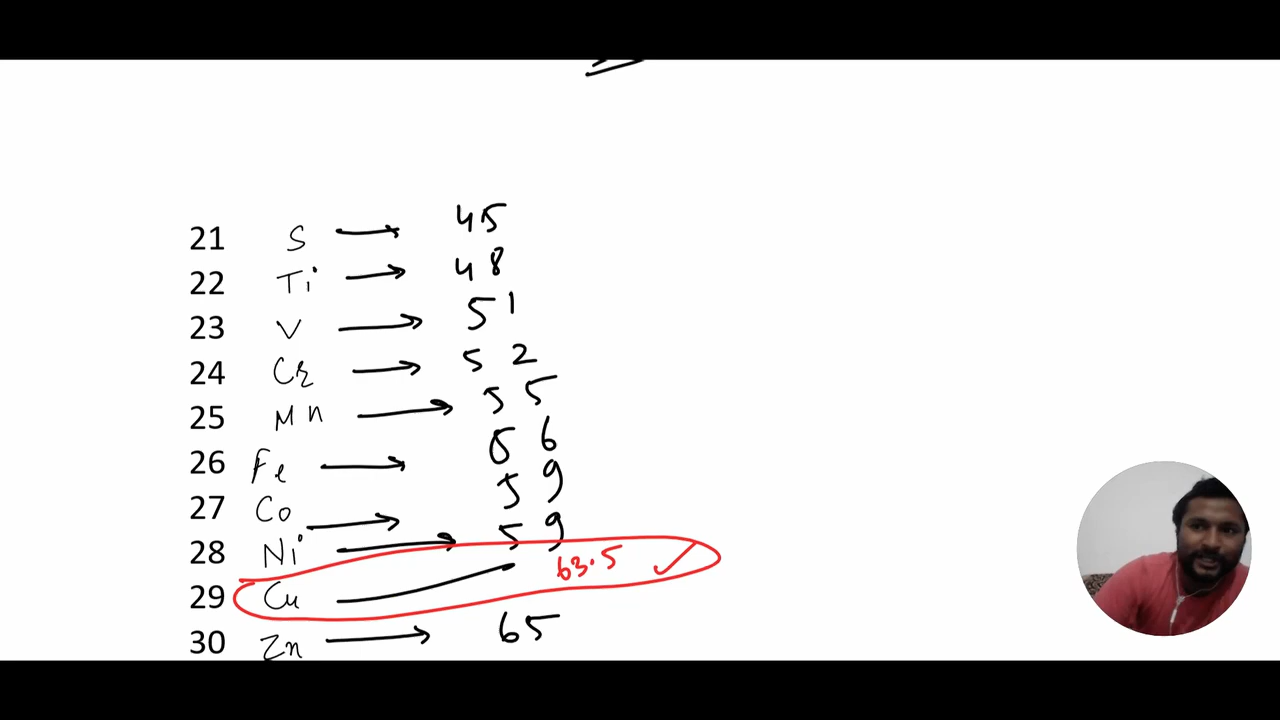 21 S → 45
22 Ti → 48
23 V → 51
24 Cr → 52
25 Mn → 55
26 Fe → 56
27 Co → 59
28 Ni → 59
29 Cu 63.5 ✓
30 Zn → 65